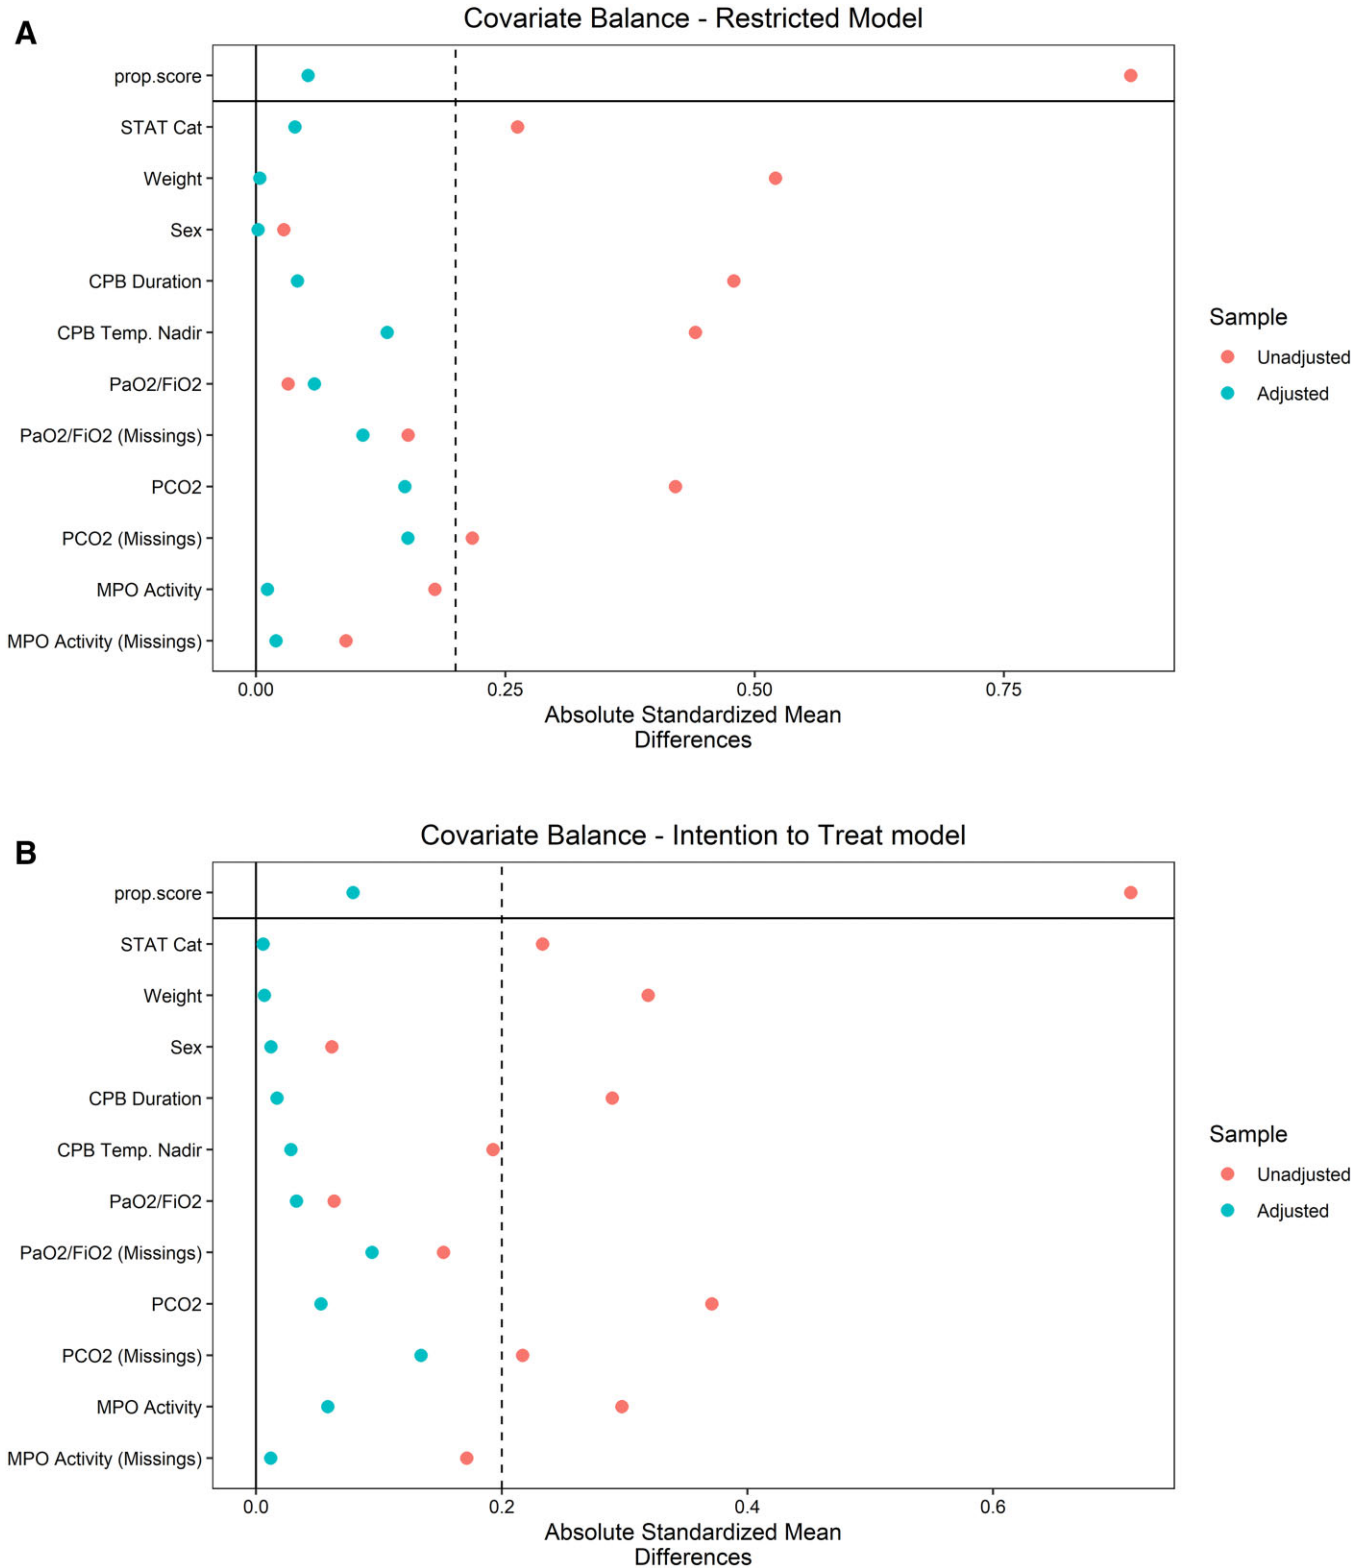 A
Covariate Balance - Restricted Model
prop.score
STAT Cat
Weight
Sex
CPB Duration
CPB Temp. Nadir
PaO2/FiO2
PaO2/FiO2 (Missings)
PCO2
PCO2 (Missings)
MPO Activity
MPO Activity (Missings)
0.00 0.25 0.50 0.75
Absolute Standardized Mean
Differences
Sample
Unadjusted
Adjusted
B
Covariate Balance - Intention to Treat model
prop.score
STAT Cat
Weight
Sex
CPB Duration
CPB Temp. Nadir
PaO2/FiO2
PaO2/FiO2 (Missings)
PCO2
PCO2 (Missings)
MPO Activity
MPO Activity (Missings)
0.0 0.2 0.4 0.6
Absolute Standardized Mean
Differences
Sample
Unadjusted
Adjusted